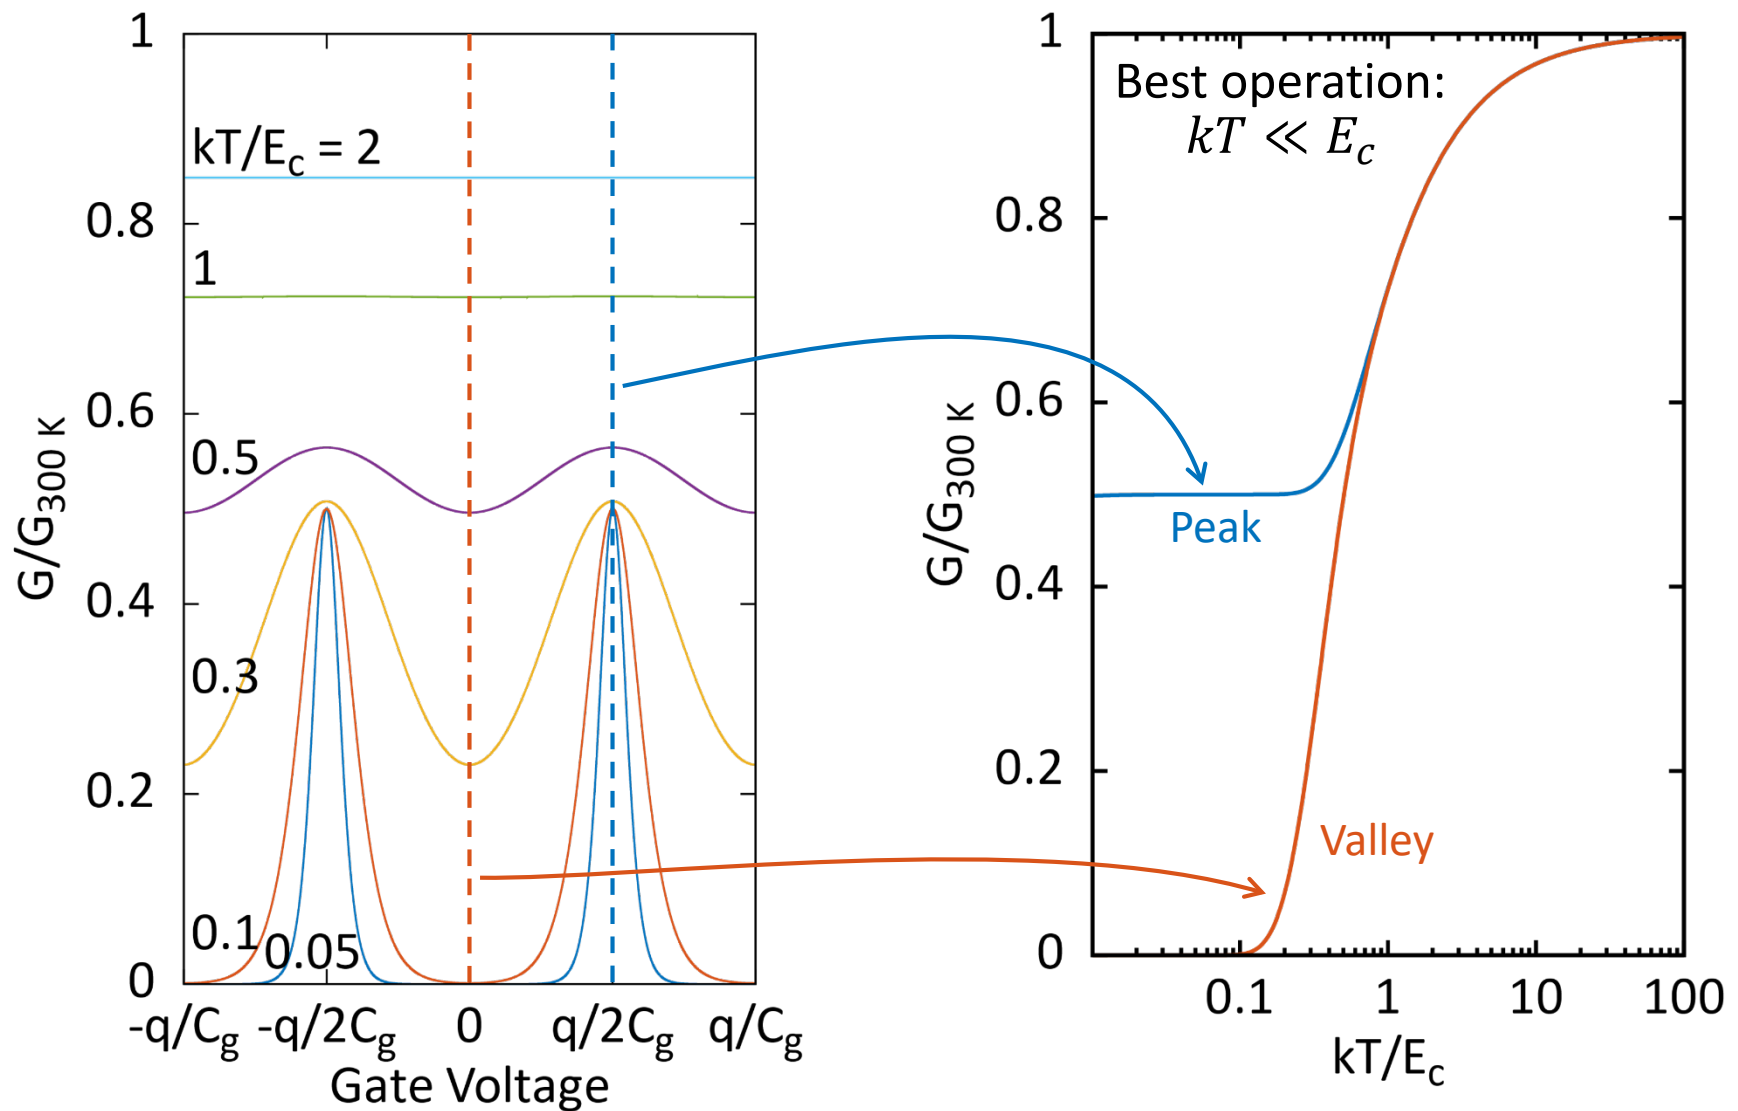 1
0.8
0.6
0.4
0.2
0
G/G300 K
kT/Ec = 2
1
0.5
0.3
0.1
0.05
-q/Cg -q/2Cg 0 q/2Cg q/Cg
Gate Voltage
1
0.8
0.6
0.4
0.2
0
G/G300 K
Best operation:
kT ≪ Ec
Peak
Valley
0.1 1 10 100
kT/Ec